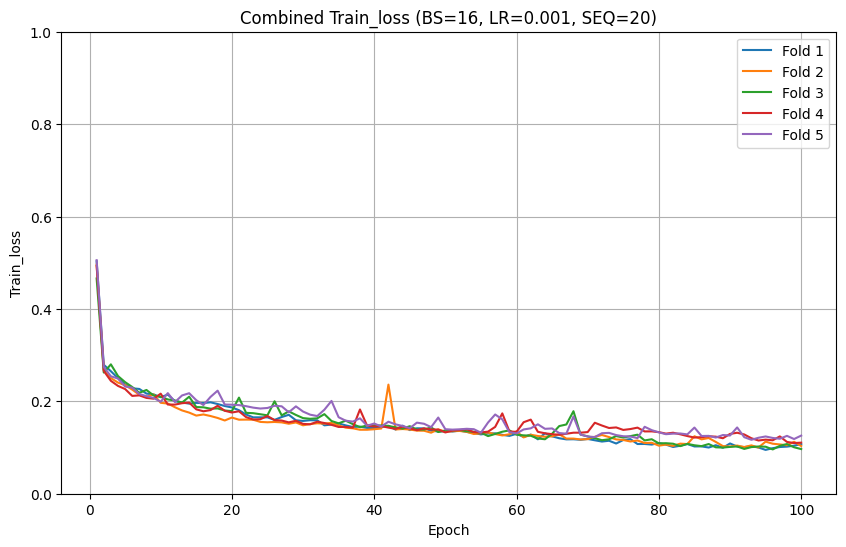 Combined Train_loss (BS=16, LR=0.001, SEQ=20)
1.0
0.8
0.6
0.4
0.2
0.0
Train_loss
0 20 40 60 80 100
Epoch
Fold 1
Fold 2
Fold 3
Fold 4
Fold 5